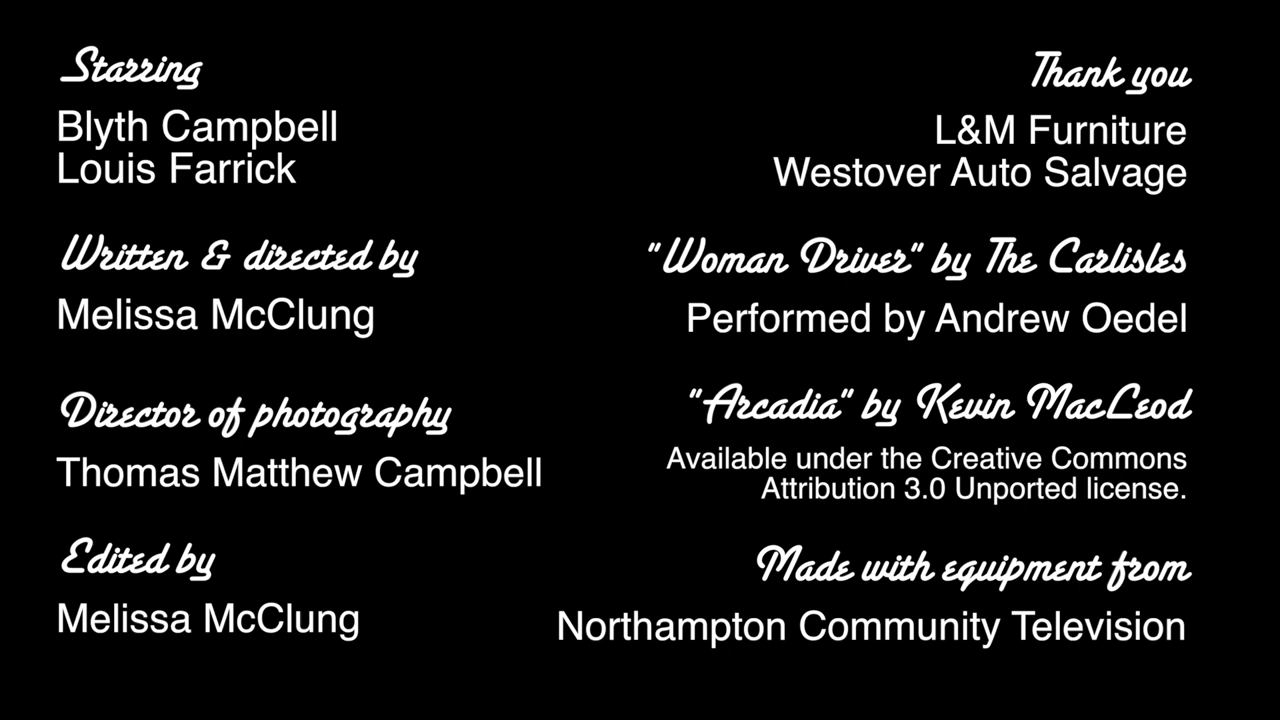 Starring
Blyth Campbell
Louis Farrick
Written & directed by
Melissa McClung
Director of photography
Thomas Matthew Campbell
Edited by
Melissa McClung
Thank you
L&M Furniture
Westover Auto Salvage
"Woman Driver" by The Carlisles
Performed by Andrew Oedel
"Arcadia" by Kevin MacLeod
Available under the Creative Commons
Attribution 3.0 Unported license.
Made with equipment from
Northampton Community Television